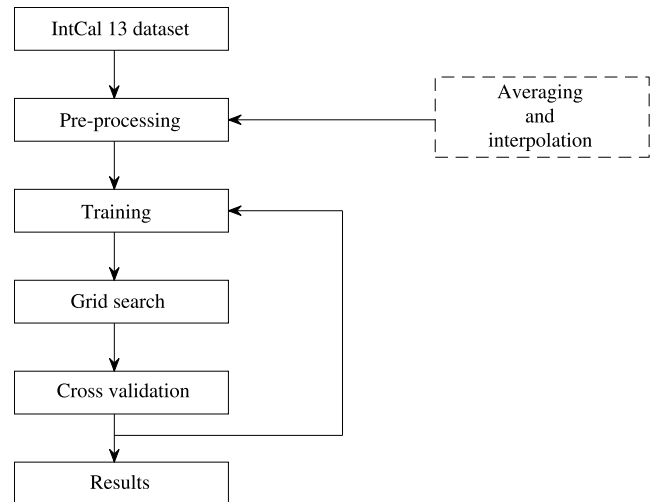 IntCal 13 dataset
Pre-processing
Averaging
and
interpolation
Training
Grid search
Cross validation
Results